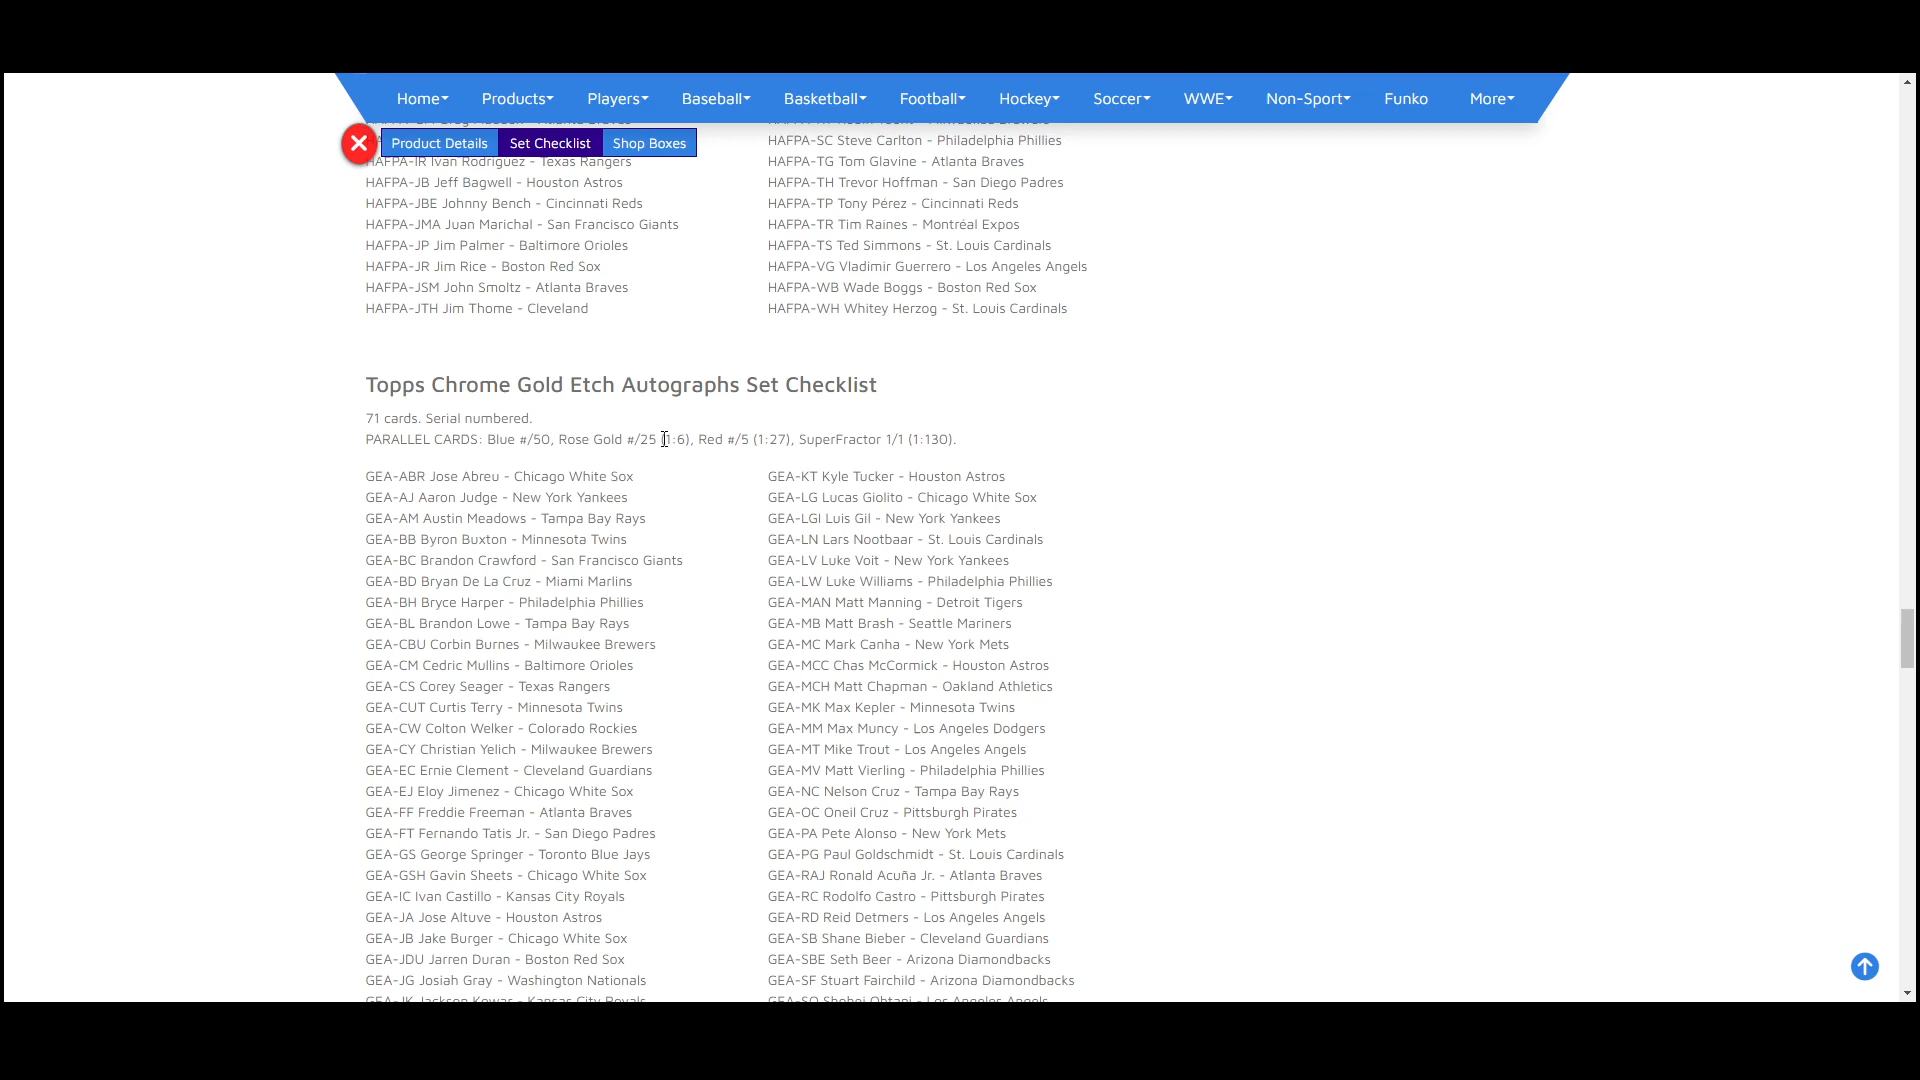 Home Products Players Baseball Basketball Football Hockey Soccer WWE Non-Sport Funko More
Product Details Set Checklist Shop Boxes
HAFPA-IR Ivan Rodriguez - Texas Rangers
HAFPA-JB Jeff Bagwell - Houston Astros
HAFPA-JBE Johnny Bench - Cincinnati Reds
HAFPA-JMA Juan Marichal - San Francisco Giants
HAFPA-JP Jim Palmer - Baltimore Orioles
HAFPA-JR Jim Rice - Boston Red Sox
HAFPA-JSM John Smoltz - Atlanta Braves
HAFPA-JTH Jim Thome - Cleveland
HAFPA-SC Steve Carlton - Philadelphia Phillies
HAFPA-TG Tom Glavine - Atlanta Braves
HAFPA-TH Trevor Hoffman - San Diego Padres
HAFPA-TP Tony Pérez - Cincinnati Reds
HAFPA-TR Tim Raines - Montréal Expos
HAFPA-TS Ted Simmons - St. Louis Cardinals
HAFPA-VG Vladimir Guerrero - Los Angeles Angels
HAFPA-WB Wade Boggs - Boston Red Sox
HAFPA-WH Whitey Herzog - St. Louis Cardinals
Topps Chrome Gold Etch Autographs Set Checklist
71 cards. Serial numbered.
PARALLEL CARDS: Blue #/50, Rose Gold #/25 (1:6), Red #/5 (1:27), SuperFractor 1/1 (1:130).
GEA-ABR Jose Abreu - Chicago White Sox
GEA-AJ Aaron Judge - New York Yankees
GEA-AM Austin Meadows - Tampa Bay Rays
GEA-BB Byron Buxton - Minnesota Twins
GEA-BC Brandon Crawford - San Francisco Giants
GEA-BD Bryan De La Cruz - Miami Marlins
GEA-BH Bryce Harper - Philadelphia Phillies
GEA-BL Brandon Lowe - Tampa Bay Rays
GEA-CBU Corbin Burnes - Milwaukee Brewers
GEA-CM Cedric Mullins - Baltimore Orioles
GEA-CS Corey Seager - Texas Rangers
GEA-CUT Curtis Terry - Minnesota Twins
GEA-CW Colton Welker - Colorado Rockies
GEA-CY Christian Yelich - Milwaukee Brewers
GEA-EC Ernie Clement - Cleveland Guardians
GEA-EJ Eloy Jimenez - Chicago White Sox
GEA-FF Freddie Freeman - Atlanta Braves
GEA-FT Fernando Tatis Jr. - San Diego Padres
GEA-GS George Springer - Toronto Blue Jays
GEA-GSH Gavin Sheets - Chicago White Sox
GEA-IC Ivan Castillo - Kansas City Royals
GEA-JA Jose Altuve - Houston Astros
GEA-JB Jake Burger - Chicago White Sox
GEA-JDU Jarren Duran - Boston Red Sox
GEA-JG Josiah Gray - Washington Nationals
GEA-JK Jackson Kowar - Kansas City Royals
GEA-KT Kyle Tucker - Houston Astros
GEA-LG Lucas Giolito - Chicago White Sox
GEA-LGI Luis Gil - New York Yankees
GEA-LN Lars Nootbaar - St. Louis Cardinals
GEA-LV Luke Voit - New York Yankees
GEA-LW Luke Williams - Philadelphia Phillies
GEA-MAN Matt Manning - Detroit Tigers
GEA-MB Matt Brash - Seattle Mariners
GEA-MC Mark Canha - New York Mets
GEA-MCC Chas McCormick - Houston Astros
GEA-MCH Matt Chapman - Oakland Athletics
GEA-MK Max Kepler - Minnesota Twins
GEA-MM Max Muncy - Los Angeles Dodgers
GEA-MT Mike Trout - Los Angeles Angels
GEA-MV Matt Vierling - Philadelphia Phillies
GEA-NC Nelson Cruz - Tampa Bay Rays
GEA-OC Oneil Cruz - Pittsburgh Pirates
GEA-PA Pete Alonso - New York Mets
GEA-PG Paul Goldschmidt - St. Louis Cardinals
GEA-RAJ Ronald Acuña Jr. - Atlanta Braves
GEA-RC Rodolfo Castro - Pittsburgh Pirates
GEA-RD Reid Detmers - Los Angeles Angels
GEA-SB Shane Bieber - Cleveland Guardians
GEA-SBE Seth Beer - Arizona Diamondbacks
GEA-SF Stuart Fairchild - Arizona Diamondbacks
GEA-SO Shohei Ohtani - Los Angeles Angels